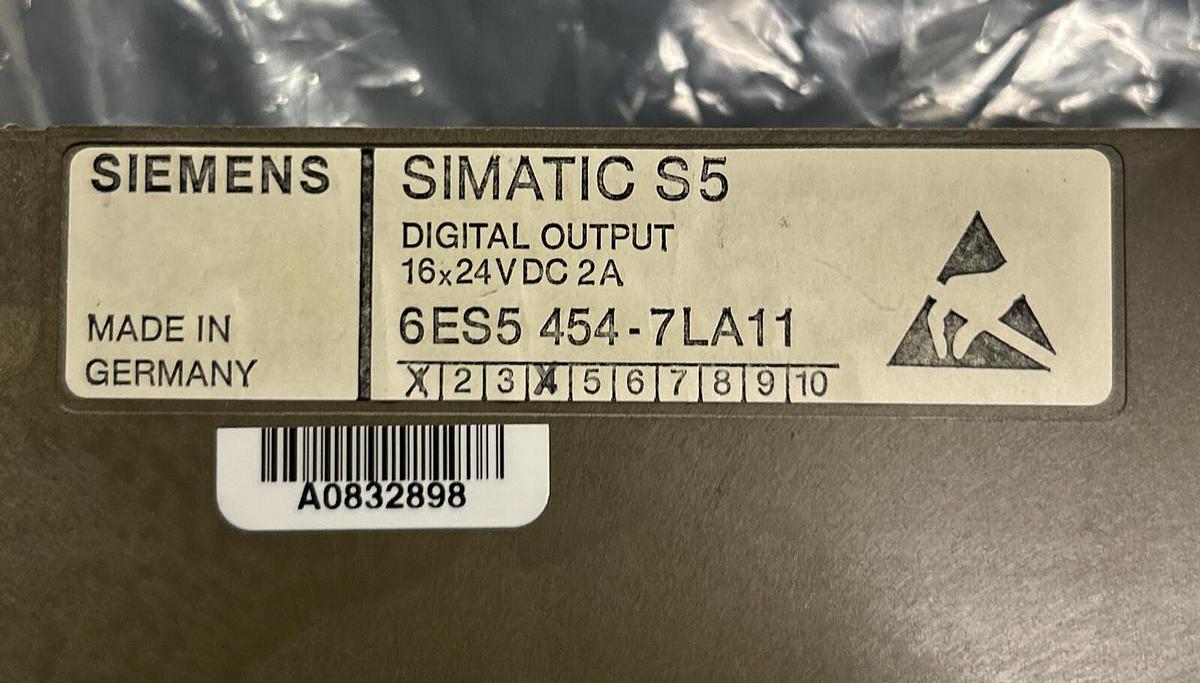 SIEMENS
MADE IN
GERMANY
SIMATIC S5
DIGITAL OUTPUT
16x24VDC 2A
6ES5 454-7LA11
X 2 3 4 5 6 7 8 9 10
A0832898